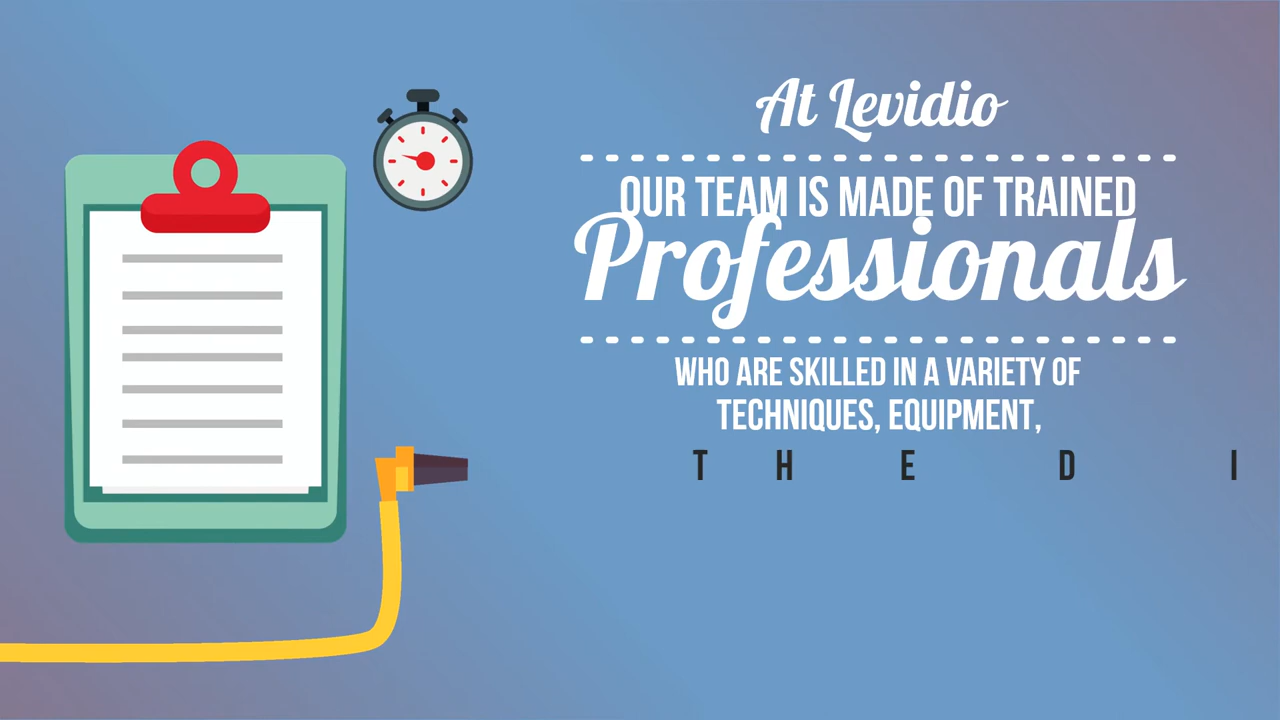 At Levidio
OUR TEAM IS MADE OF TRAINED
Professionals
WHO ARE SKILLED IN A VARIETY OF
TECHNIQUES, EQUIPMENT,
T H E D I